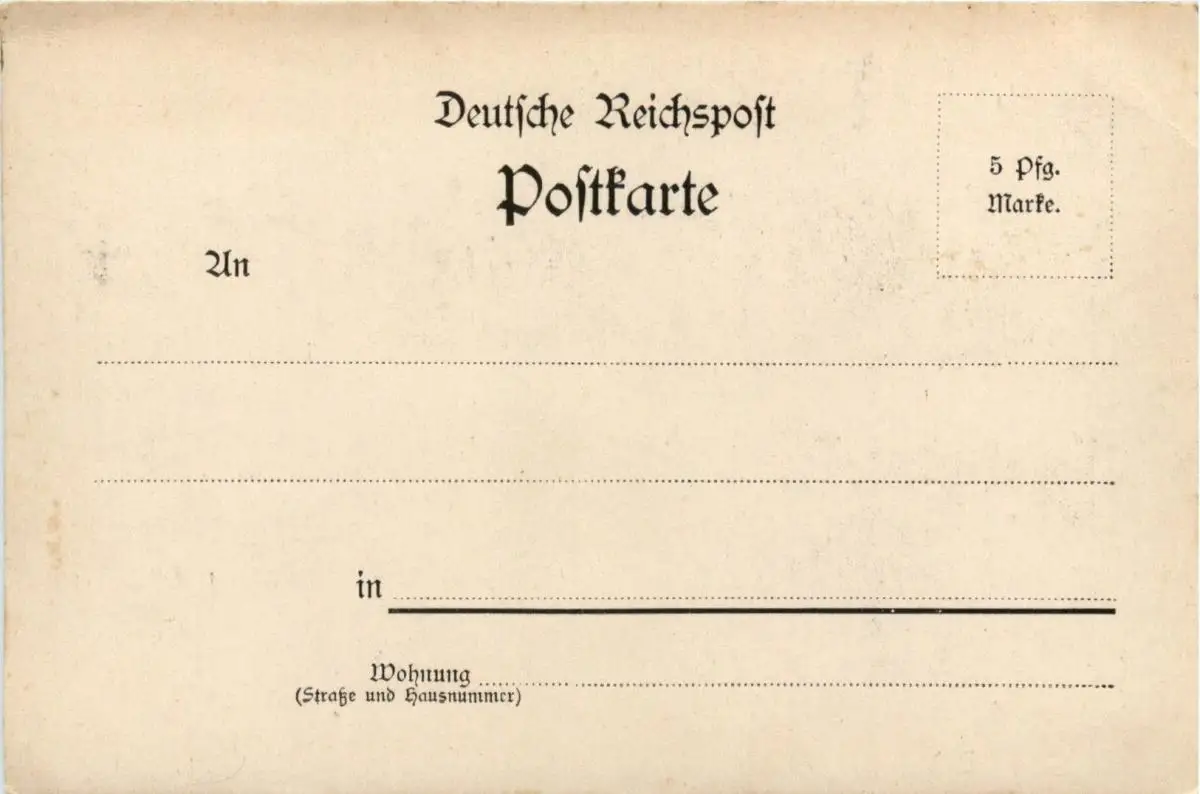 Deutsche Reichspost
Postkarte
5 Pfg.
Marke.
An
in
Wohnung
(Straße und Hausnummer)